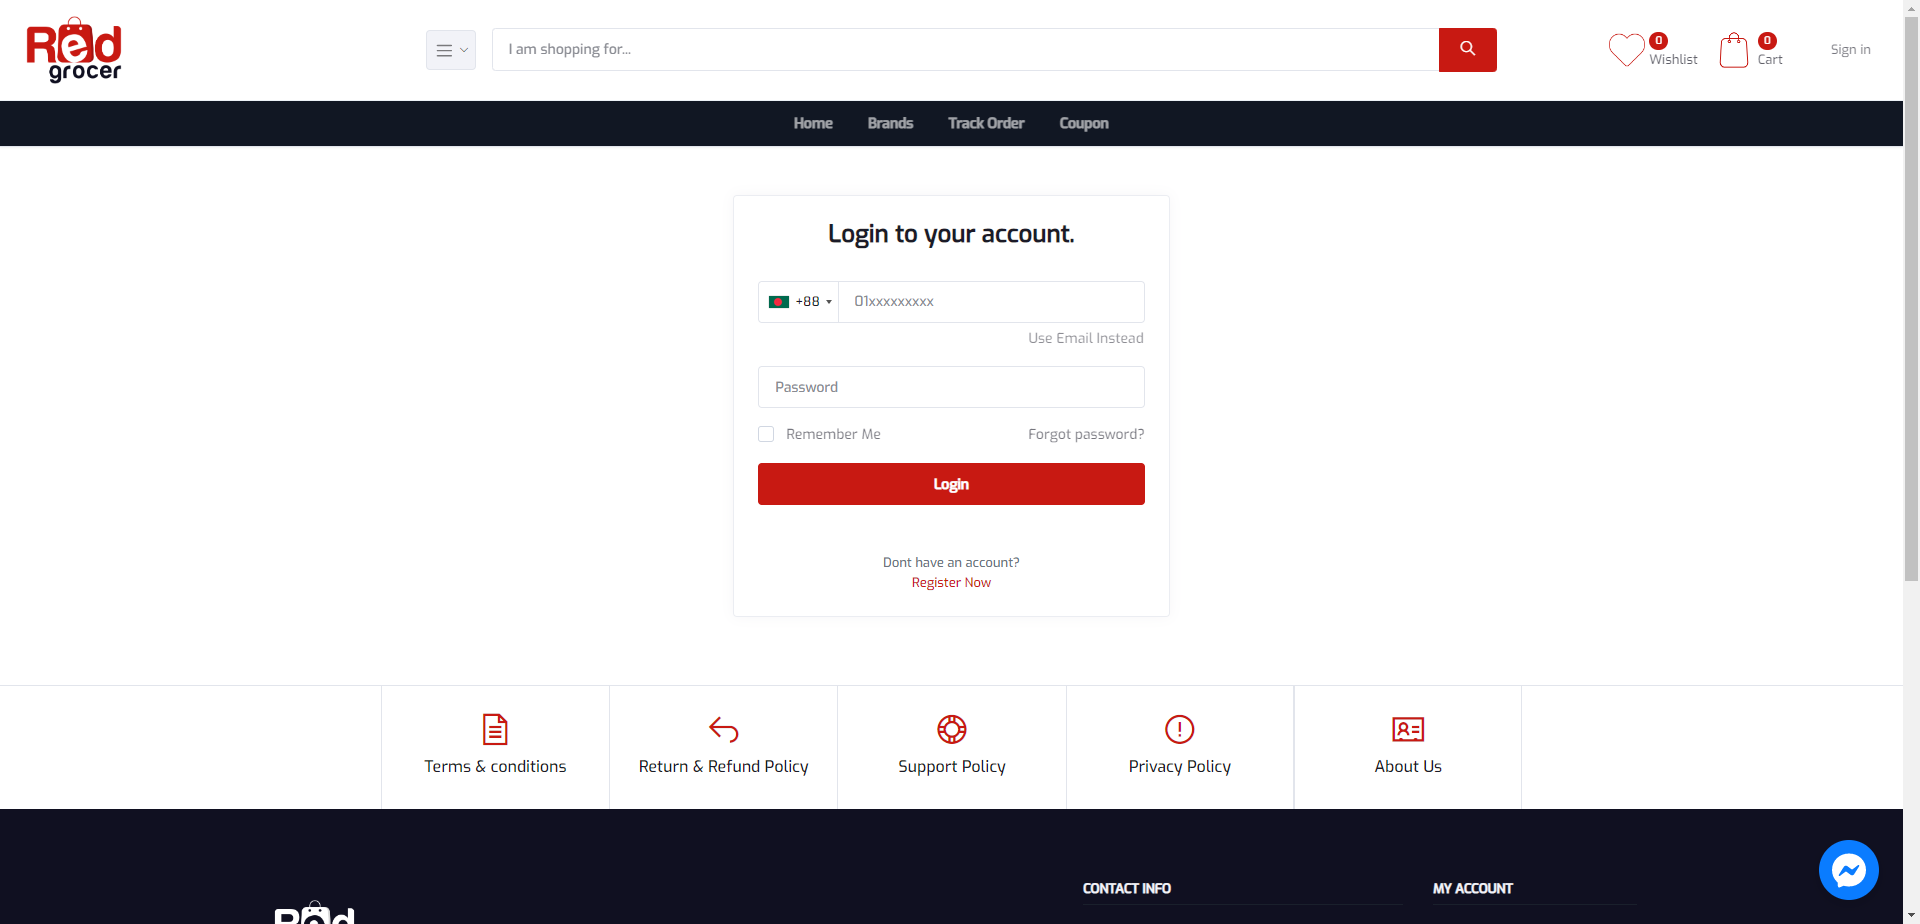 Red
grocer
I am shopping for...
0
Wishlist
0
Cart
Sign in
Home
Brands
Track Order
Coupon
Login to your account.
+88
01xxxxxxxxx
Use Email Instead
Password
Remember Me
Forgot password?
Login
Dont have an account?
Register Now
Terms & conditions
Return & Refund Policy
Support Policy
Privacy Policy
About Us
Red
CONTACT INFO
MY ACCOUNT